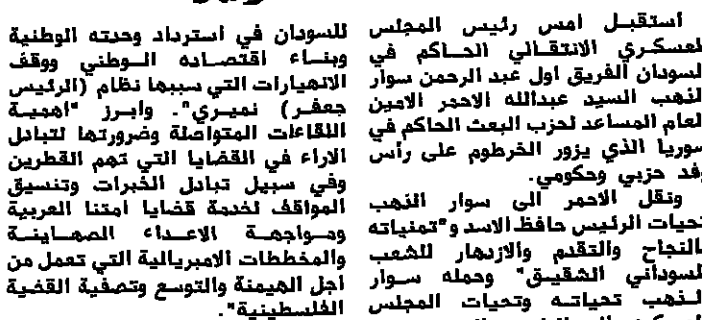 استقبل امس رئيس المجلس
العسكري الانتقالي الحاكم في
السودان الفريق اول عبد الرحمن سوار
الذهب السيد عبدالله الاحمر الامين
العام المساعد لحزب البعث الحاكم في
سوريا الذي يزور الخرطوم على رأس
وفد حزبي وحكومي.
ونقل الاحمر الى سوار الذهب
تحيات الرئيس حافظ الاسد و"تمنياته
بالنجاح والتقدم والازدهار للشعب
السوداني الشقيق" وحمله سوار
الذهب تحياته وتحيات المجلس
للسودان في استرداد وحدته الوطنية
وبناء اقتصاده الوطني ووقف
الانهيارات التي سببها نظام (الرئيس
جعفر) نميري". وابرز "اهمية
اللقاءات المتواصلة وضرورتها لتبادل
الاراء في القضايا التي تهم القطرين
وفي سبيل تبادل الخبرات وتنسيق
المواقف لخدمة قضايا امتنا العربية
ومواجهة الاعداء الصهاينة
والمخططات الامبريالية التي تعمل من
اجل الهيمنة والتوسع وتصفية القضية
الفلسطينية".